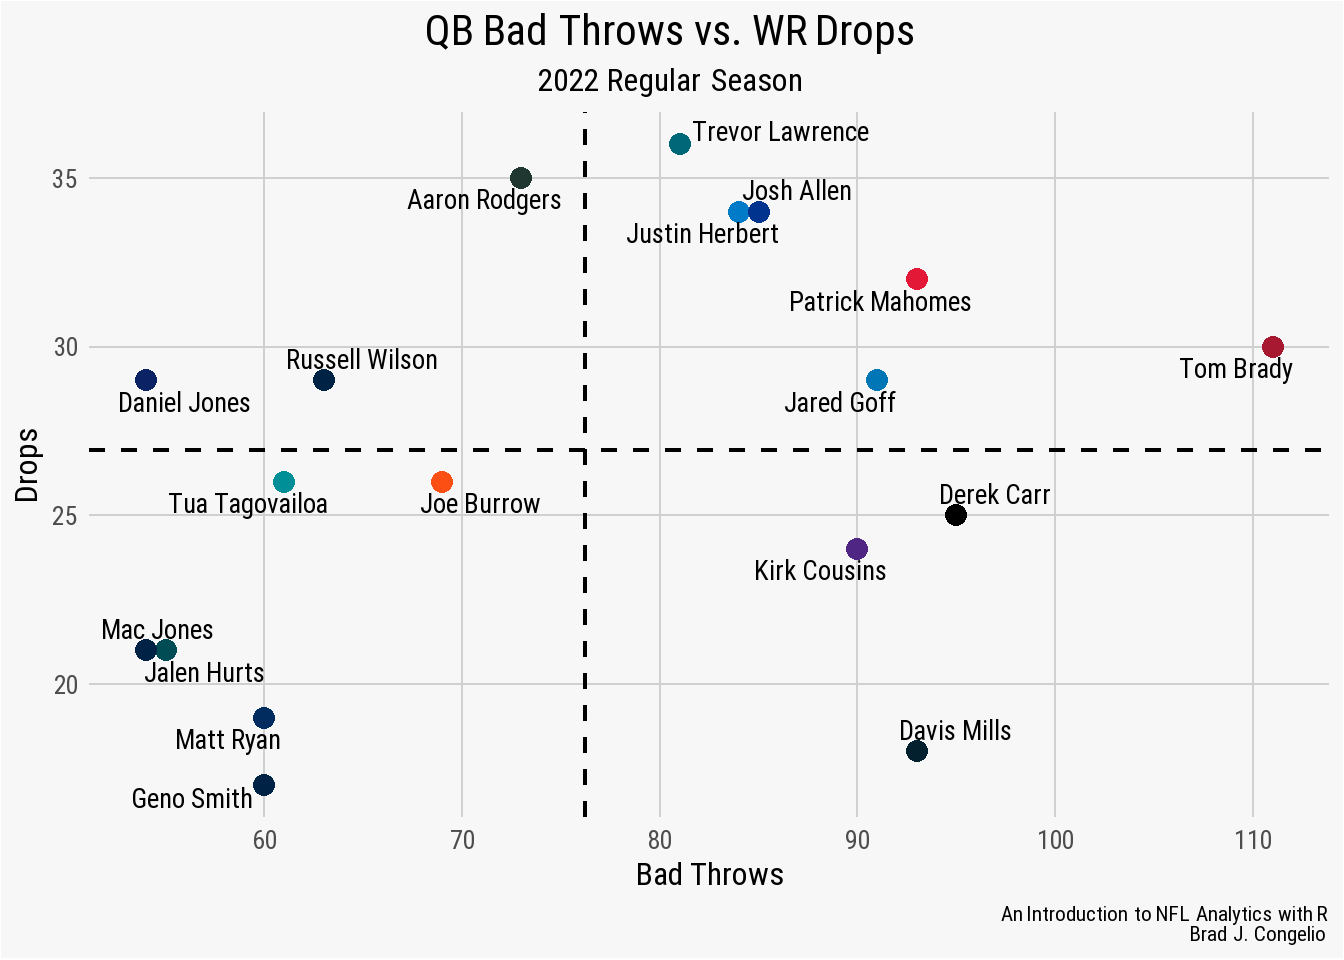 QB Bad Throws vs. WR Drops
2022 Regular Season
Trevor Lawrence
35
Aaron Rodgers
Josh Allen
Justin Herbert
Patrick Mahomes
30
Russell Wilson
Tom Brady
Daniel Jones
Jared Goff
Drops
Tua Tagovailoa
Joe Burrow
Derek Carr
25
Kirk Cousins
Mac Jones
Jalen Hurts
20
Matt Ryan
Davis Mills
Geno Smith
60 70 80 90 100 110
Bad Throws
An Introduction to NFL Analytics with R
Brad J. Congelio